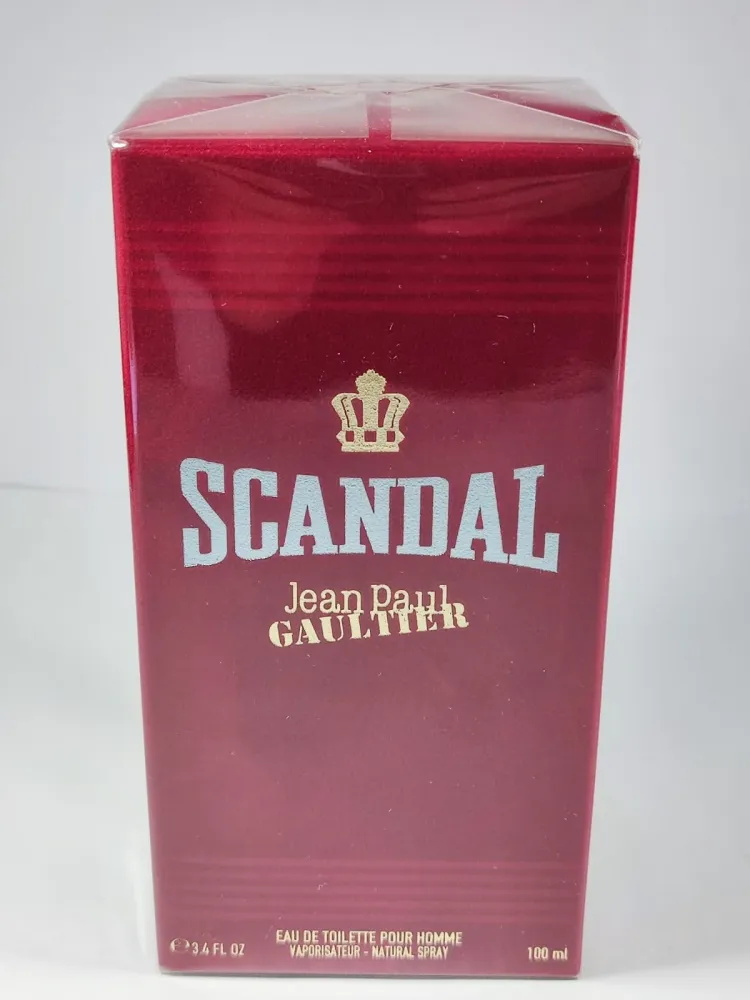 SCANDAL
Jean Paul
GAULTIER
EAU DE TOILETTE POUR HOMME
℮ 3.4 FL OZ VAPORISATEUR - NATURAL SPRAY 100 ml